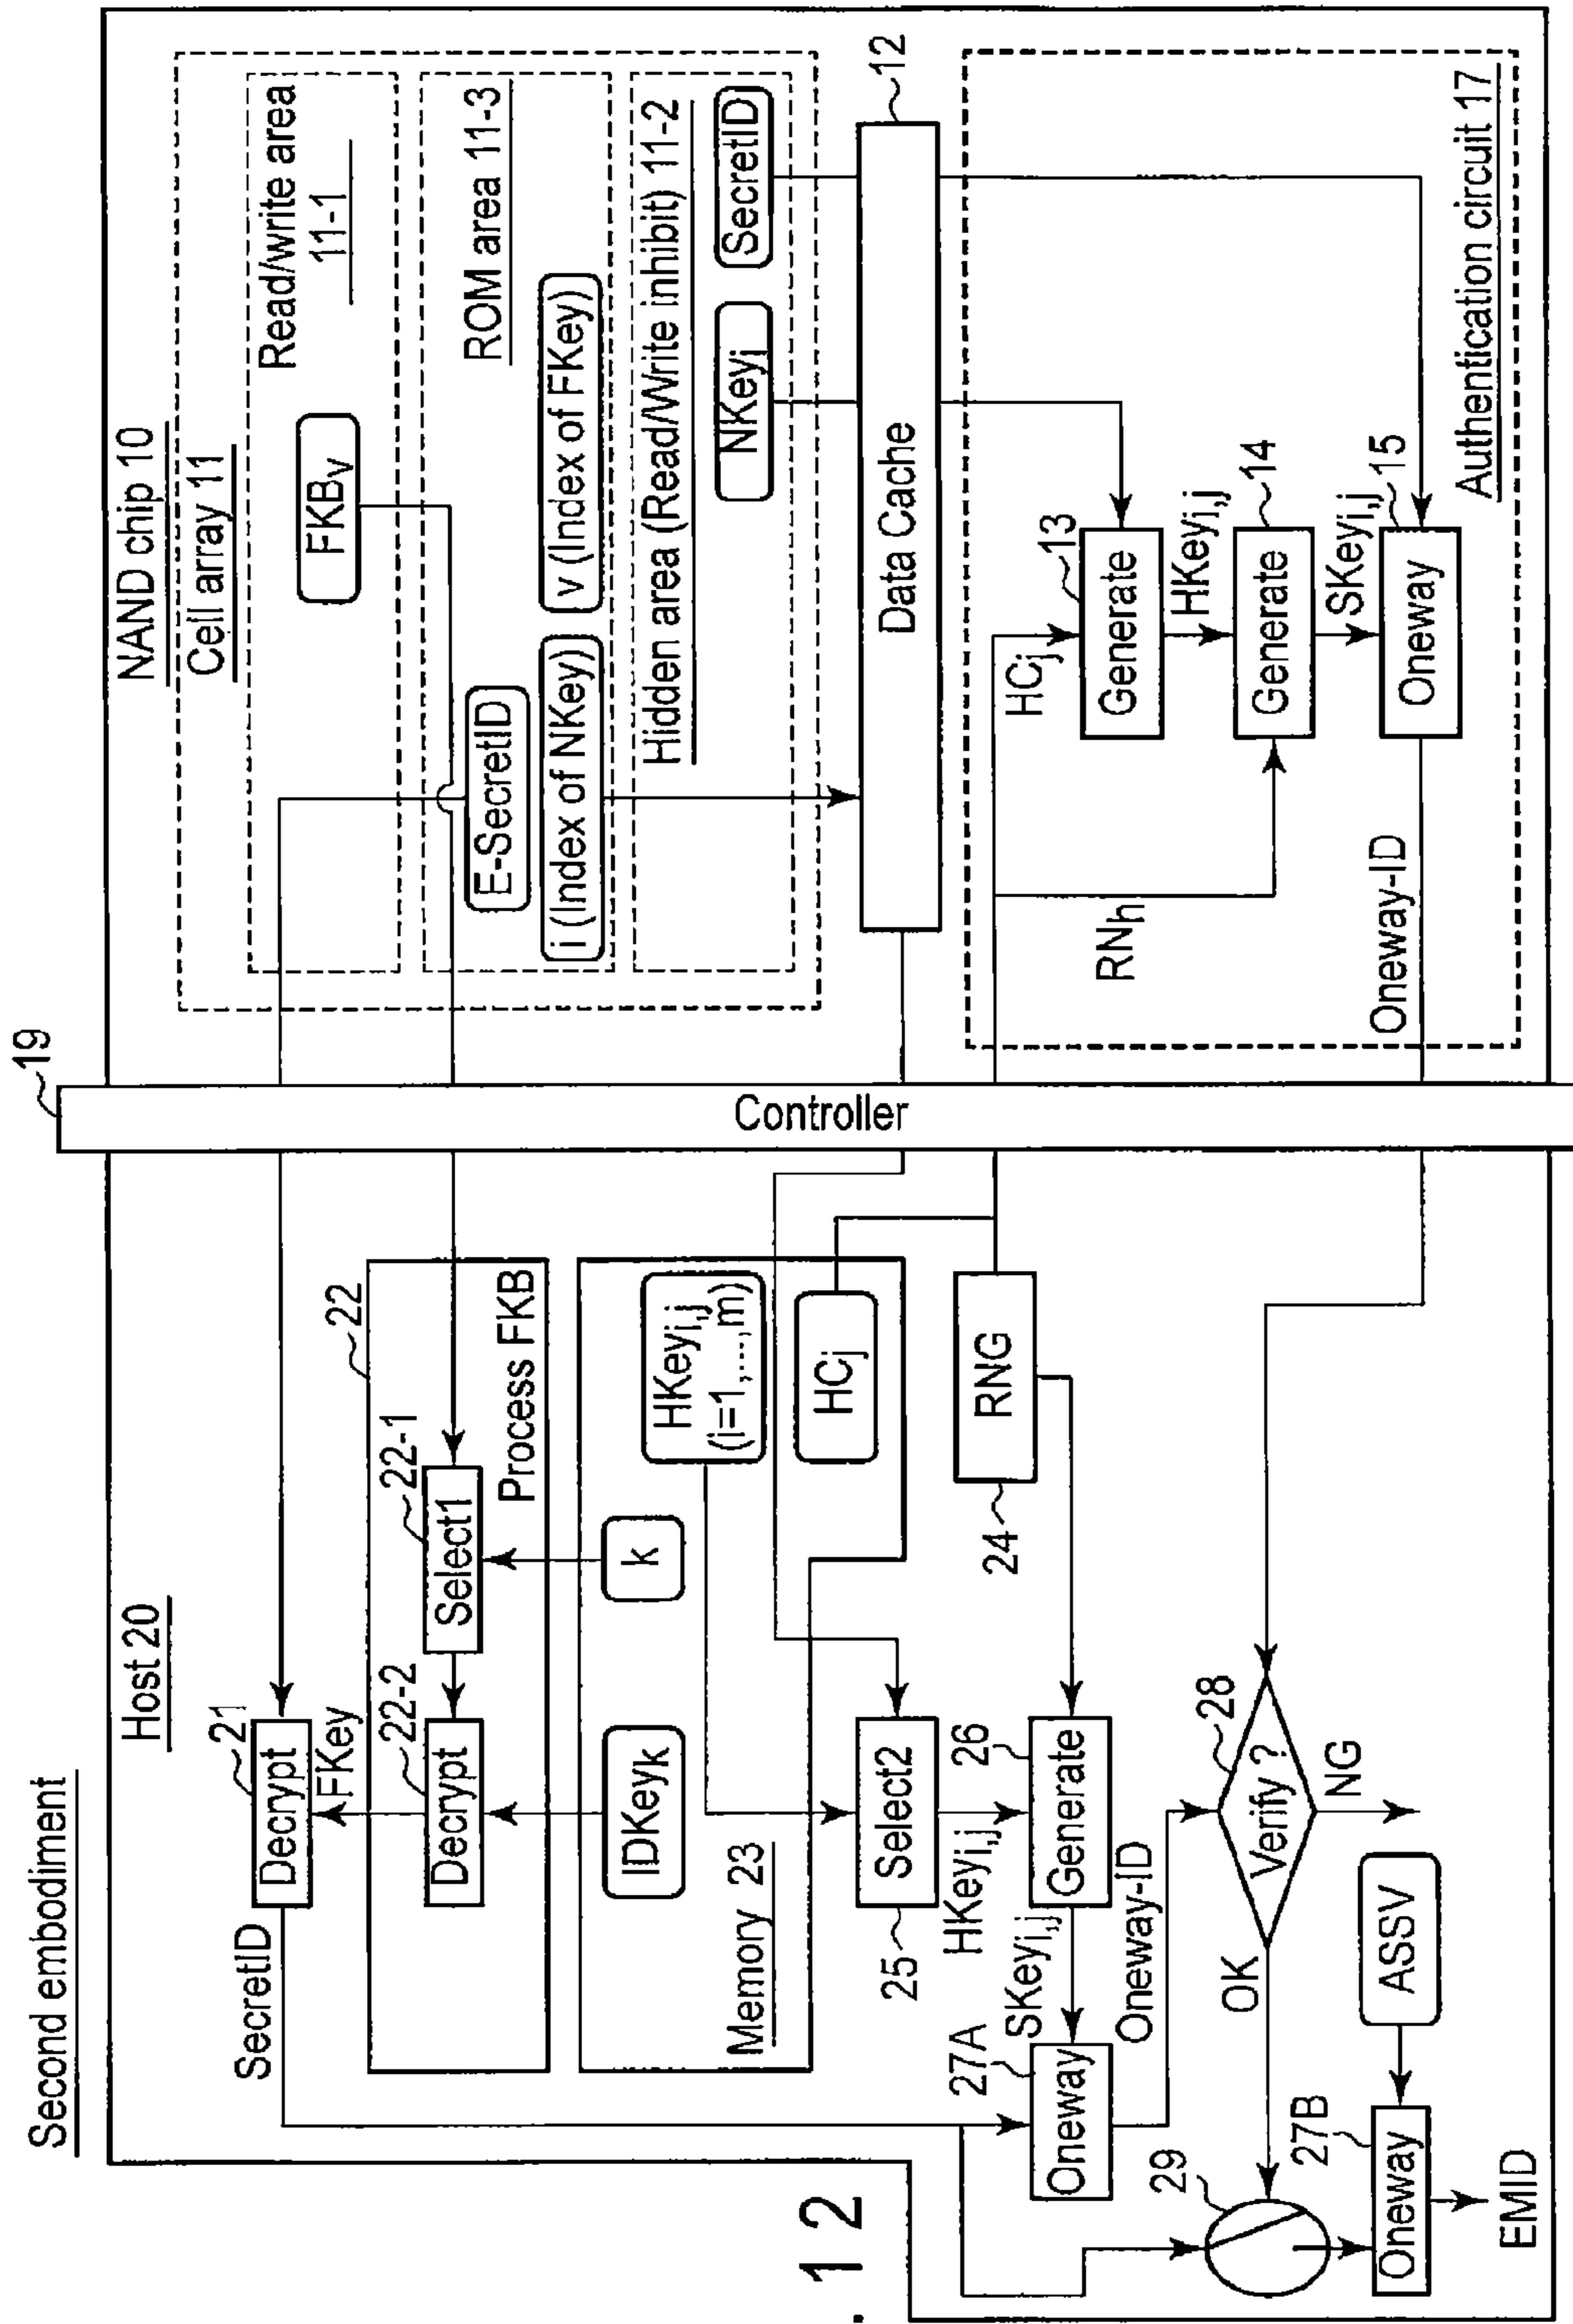 Second embodiment
Host 20
NAND chip 10
Cell array 11
Read/write area
11-1
FKBv
ROM area 11-3
E-SecretID
i (Index of NKey)
v (Index of FKey)
Hidden area (Read/Write inhibit) 11-2
NKeyi
SecretID
Data Cache
12
19
Controller
HCj
13
Generate
HKeyi,j
RNh
14
Generate
SKeyi,j
15
Oneway
Oneway-ID
Authentication circuit 17
21
Decrypt
SecretID
FKey
22
22-1
Select1
22-2
Decrypt
Process FKB
IDKeyk
k
HKeyi,j
(i=1,...,m)
HCj
Memory 23
Select2
25
HKeyi,j
RNG
24
26
Generate
SKeyi,j
27A
Oneway
Oneway-ID
28
Verify ?
OK
NG
29
ASSV
27B
Oneway
EMID
. 12